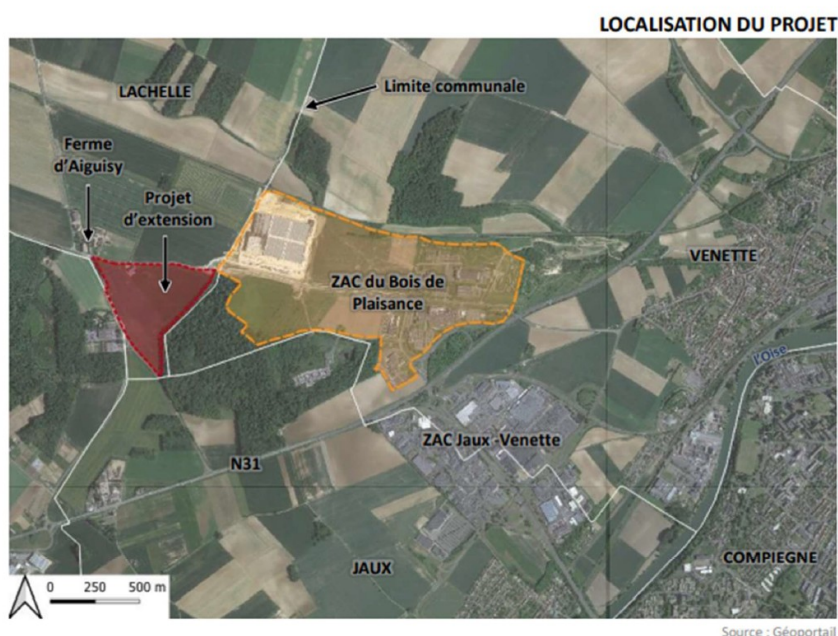 LOCALISATION DU PROJET
LACHELLE
Limite communale
Ferme
d'Aiguisy
Projet
d'extension
VENETTE
ZAC du Bois de
Plaisance
l'Oise
ZAC Jaux -Venette
N31
COMPIEGNE
JAUX
0 250 500 m
Source : Géoportail